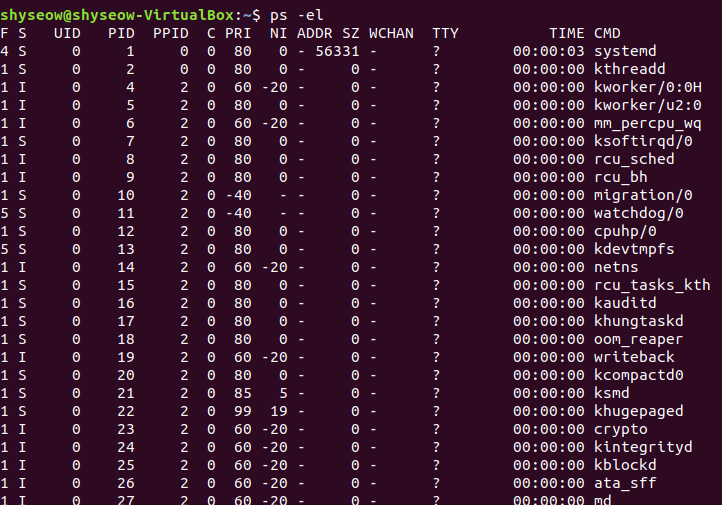 shyseow@shyseow-VirtualBox:~$ ps -el
F S   UID   PID  PPID  C PRI  NI ADDR SZ WCHAN  TTY          TIME CMD
4 S     0     1     0  0  80   0 - 56331 -      ?        00:00:03 systemd
1 S     0     2     0  0  80   0 -     0 -      ?        00:00:00 kthreadd
1 I     0     4     2  0  60 -20 -     0 -      ?        00:00:00 kworker/0:0H
1 I     0     5     2  0  80   0 -     0 -      ?        00:00:00 kworker/u2:0
1 I     0     6     2  0  60 -20 -     0 -      ?        00:00:00 mm_percpu_wq
1 S     0     7     2  0  80   0 -     0 -      ?        00:00:00 ksoftirqd/0
1 I     0     8     2  0  80   0 -     0 -      ?        00:00:00 rcu_sched
1 I     0     9     2  0  80   0 -     0 -      ?        00:00:00 rcu_bh
1 S     0    10     2  0 -40   - -     0 -      ?        00:00:00 migration/0
5 S     0    11     2  0 -40   - -     0 -      ?        00:00:00 watchdog/0
1 S     0    12     2  0  80   0 -     0 -      ?        00:00:00 cpuhp/0
5 S     0    13     2  0  80   0 -     0 -      ?        00:00:00 kdevtmpfs
1 I     0    14     2  0  60 -20 -     0 -      ?        00:00:00 netns
1 S     0    15     2  0  80   0 -     0 -      ?        00:00:00 rcu_tasks_kth
1 S     0    16     2  0  80   0 -     0 -      ?        00:00:00 kauditd
1 S     0    17     2  0  80   0 -     0 -      ?        00:00:00 khungtaskd
1 S     0    18     2  0  80   0 -     0 -      ?        00:00:00 oom_reaper
1 I     0    19     2  0  60 -20 -     0 -      ?        00:00:00 writeback
1 S     0    20     2  0  80   0 -     0 -      ?        00:00:00 kcompactd0
1 S     0    21     2  0  85   5 -     0 -      ?        00:00:00 ksmd
1 S     0    22     2  0  99  19 -     0 -      ?        00:00:00 khugepaged
1 I     0    23     2  0  60 -20 -     0 -      ?        00:00:00 crypto
1 I     0    24     2  0  60 -20 -     0 -      ?        00:00:00 kintegrityd
1 I     0    25     2  0  60 -20 -     0 -      ?        00:00:00 kblockd
1 I     0    26     2  0  60 -20 -     0 -      ?        00:00:00 ata_sff
1 I     0    27     2  0  60 -20 -     0 -      ?        00:00:00 md